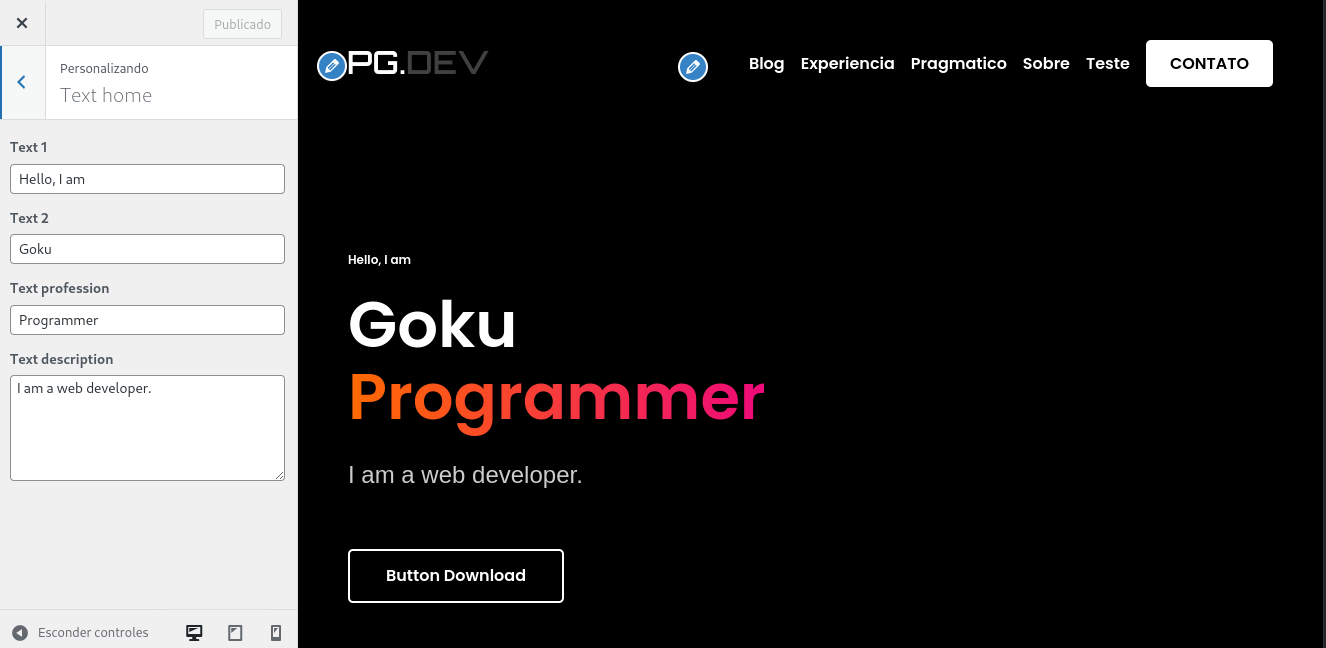 Publicado
Personalizando
Text home
Text 1
Hello, I am
Text 2
Goku
Text profession
Programmer
Text description
I am a web developer.
Esconder controles
PG.DEV
Blog Experiencia Pragmatico Sobre Teste CONTATO
Hello, I am
Goku
Programmer
I am a web developer.
Button Download